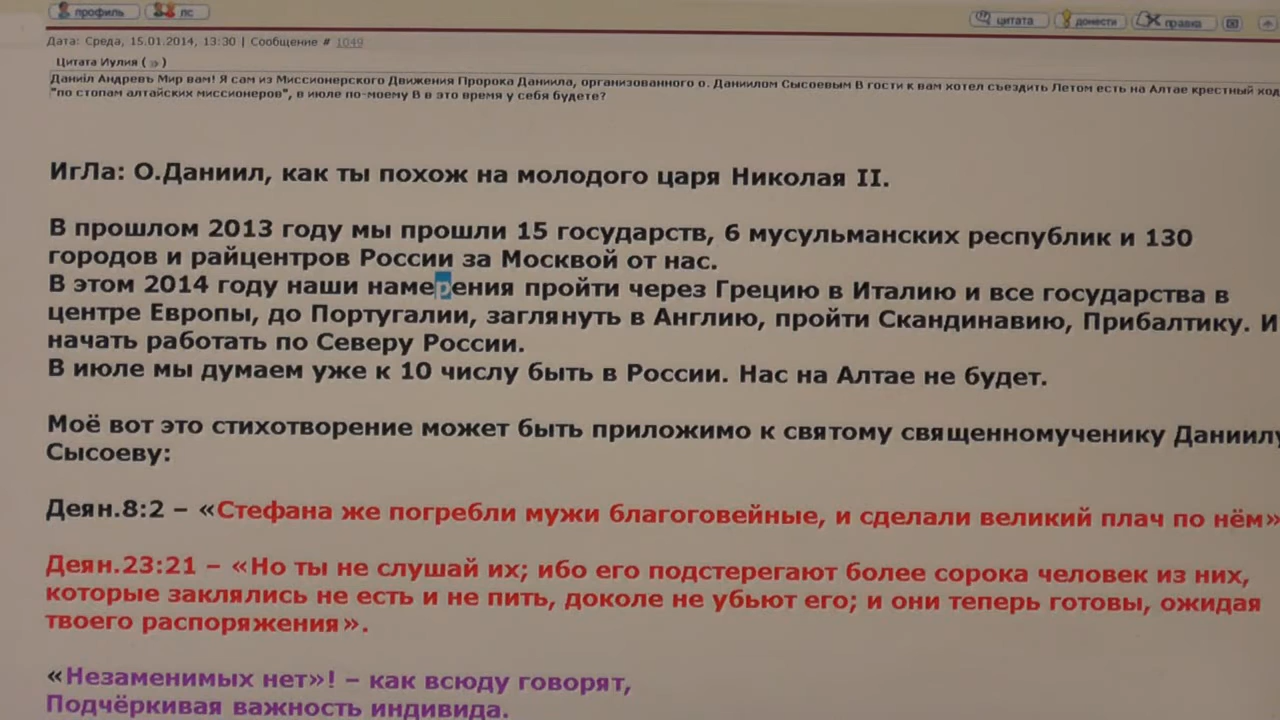 профиль лс цитата донести правка
Дата: Среда, 15.01.2014, 13:30 | Сообщение # 1049
Цитата Иулия ( )
Даниіл Андревъ Мир вам! Я сам из Миссионерского Движения Пророка Даниила, организованного о. Даниилом Сысоевым В гости к вам хотел съездить Летом есть на Алтае крестный ход
"по стопам алтайских миссионеров", в июле по-моему В в это время у себя будете?
ИгЛа: О.Даниил, как ты похож на молодого царя Николая II.
В прошлом 2013 году мы прошли 15 государств, 6 мусульманских республик и 130
городов и райцентров России за Москвой от нас.
В этом 2014 году наши намерения пройти через Грецию в Италию и все государства в
центре Европы, до Португалии, заглянуть в Англию, пройти Скандинавию, Прибалтику. И
начать работать по Северу России.
В июле мы думаем уже к 10 числу быть в России. Нас на Алтае не будет.
Моё вот это стихотворение может быть приложимо к святому священномученику Даниилу
Сысоеву:
Деян.8:2 – «Стефана же погребли мужи благоговейные, и сделали великий плач по нём»
Деян.23:21 – «Но ты не слушай их; ибо его подстерегают более сорока человек из них,
которые заклялись не есть и не пить, доколе не убьют его; и они теперь готовы, ожидая
твоего распоряжения».
«Незаменимых нет»! – как всюду говорят,
Подчёркивая важность индивида.